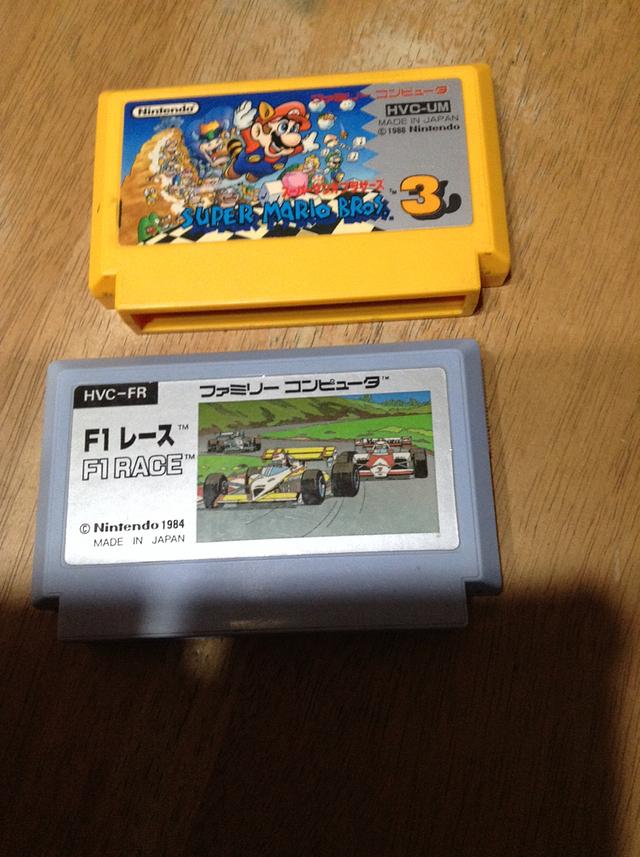 Nintendo
ファミリー コンピュータ
HVC-UM
MADE IN JAPAN
© 1988 Nintendo
スーパーマリオブラザーズ
SUPER MARIO BROS. 3
TM
HVC-FR
ファミリー コンピュータ™
F1 レース™
F1 RACE™
© Nintendo 1984
MADE IN JAPAN